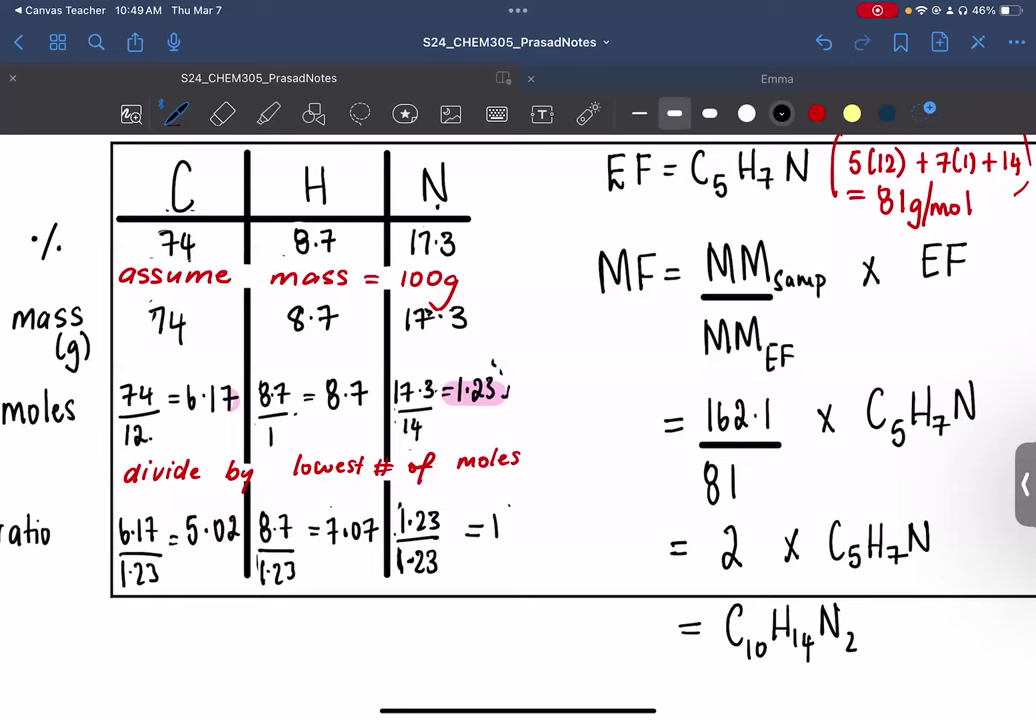 Canvas Teacher 10:49 AM Thu Mar 7 46%
S24_CHEM305_PrasadNotes
S24_CHEM305_PrasadNotes Emma
C H N
% 74 8.7 17.3
assume mass = 100g
mass (g) 74 8.7 17.3
moles 74/12 = 6.17 8.7/1 = 8.7 17.3/14 = 1.23
divide by lowest # of moles
ratio 6.17/1.23 = 5.02 8.7/1.23 = 7.07 1.23/1.23 = 1
EF = C₅H₇N (5(12) + 7(1) + 14)
= 81g/mol
MF = MMsamp/MMEF × EF
= 162.1/81 × C₅H₇N
= 2 × C₅H₇N
= C₁₀H₁₄N₂